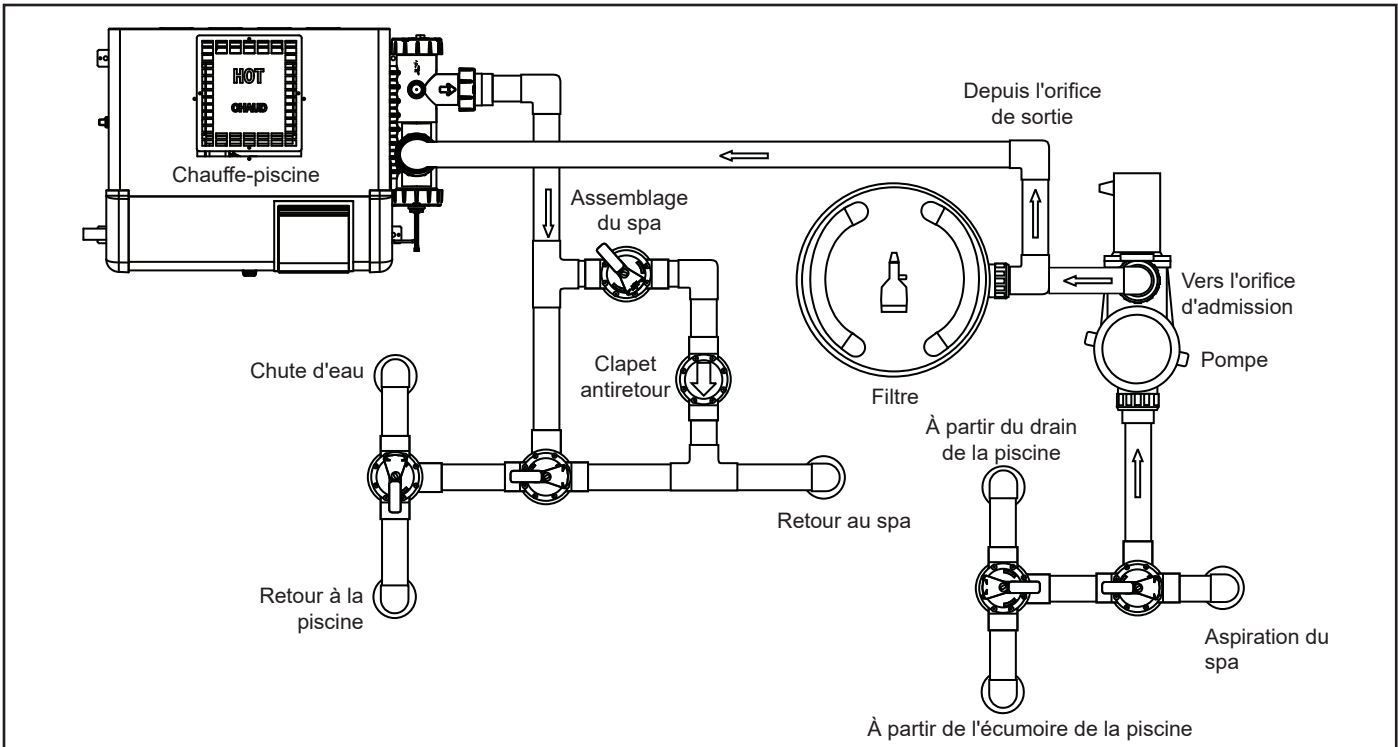 HOT
CHAUD
Chauffe-piscine
Depuis l'orifice
de sortie
Assemblage
du spa
Vers l'orifice
d'admission
Chute d'eau
Clapet
antiretour
Filtre
Pompe
À partir du drain
de la piscine
Retour au spa
Retour à la
piscine
Aspiration du
spa
À partir de l'écumoire de la piscine